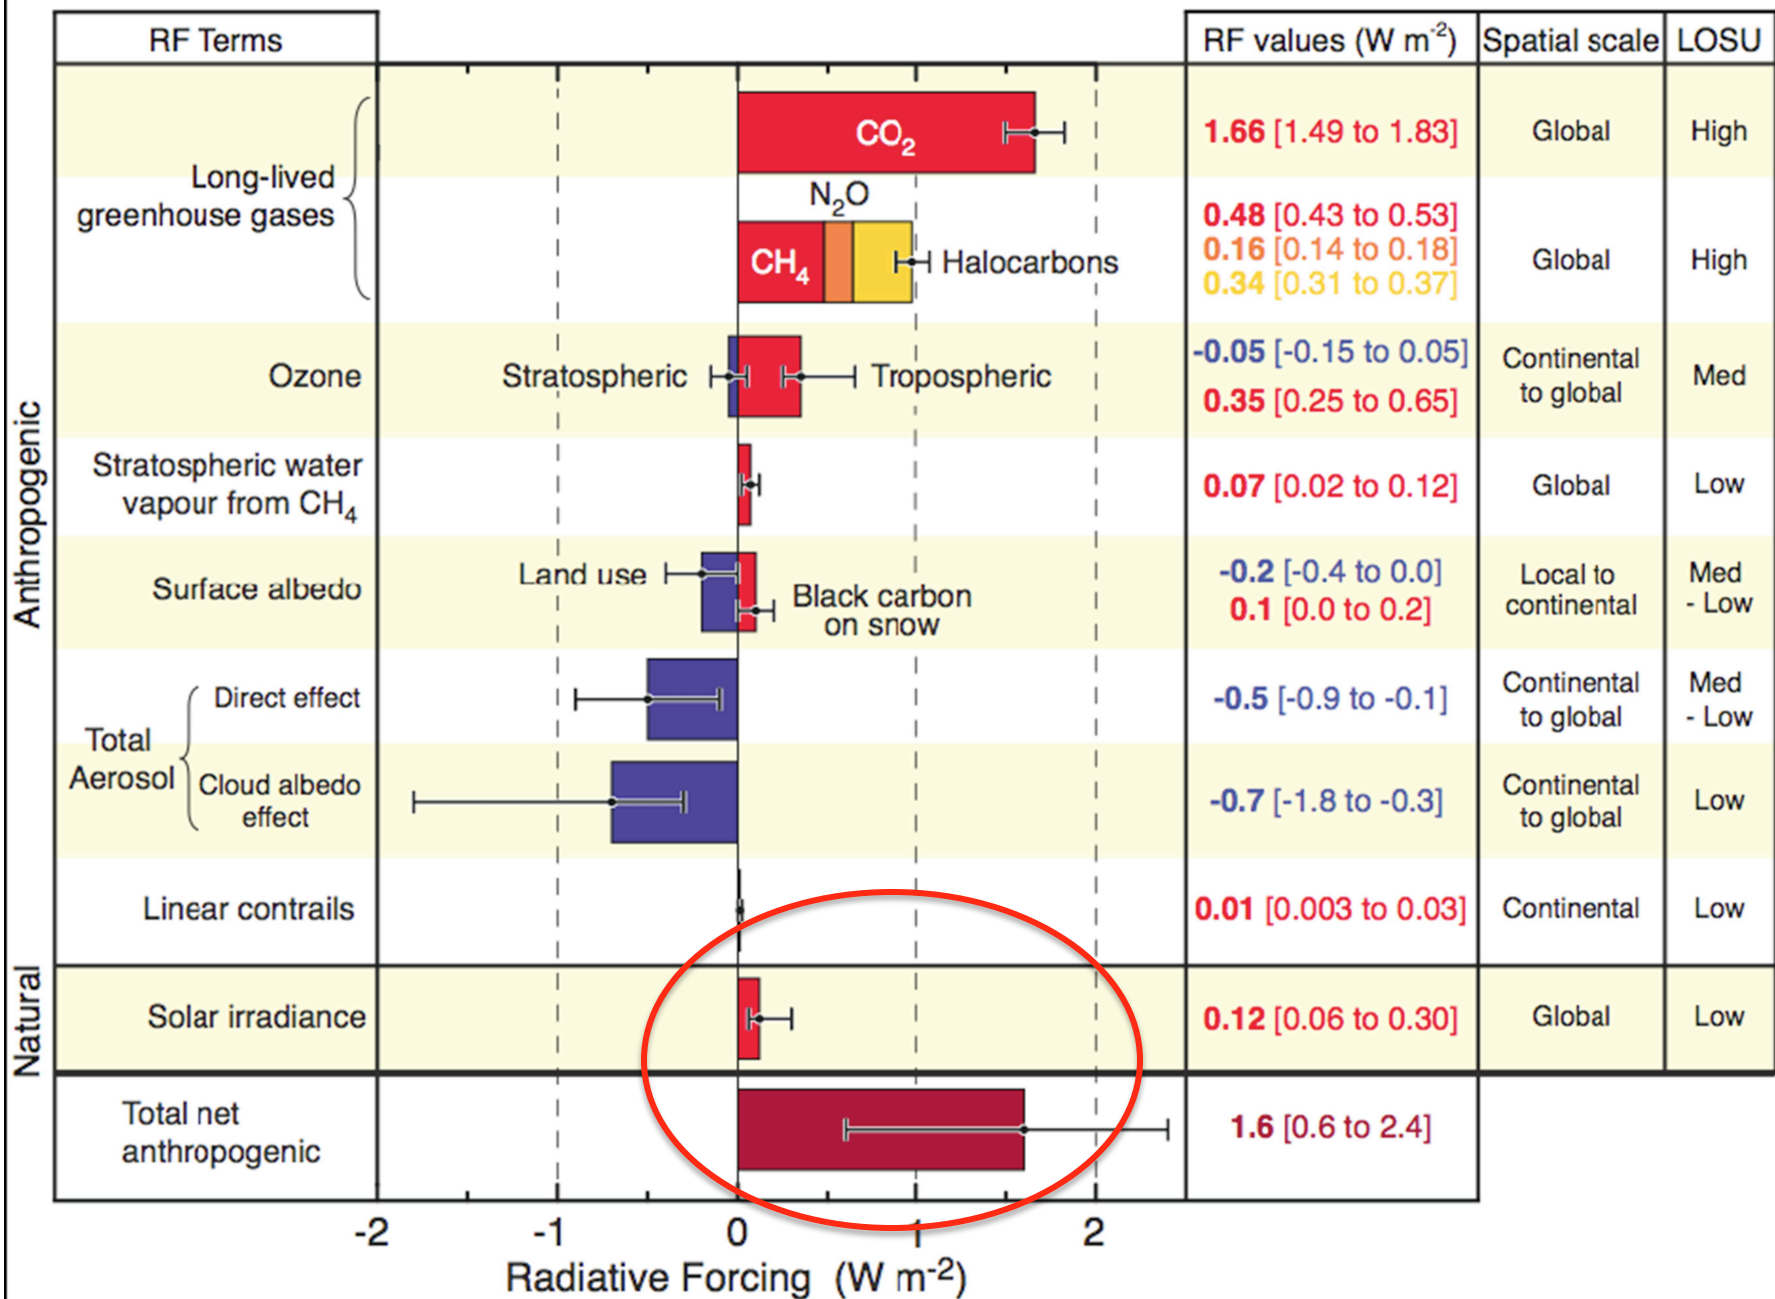 RF Terms
RF values (W m-2)
Spatial scale
LOSU
Anthropogenic
Long-lived
greenhouse gases
CO2
1.66 [1.49 to 1.83]
Global
High
N2O
CH4
Halocarbons
0.48 [0.43 to 0.53]
0.16 [0.14 to 0.18]
0.34 [0.31 to 0.37]
Global
High
Ozone
Stratospheric
Tropospheric
-0.05 [-0.15 to 0.05]
0.35 [0.25 to 0.65]
Continental
to global
Med
Stratospheric water
vapour from CH4
0.07 [0.02 to 0.12]
Global
Low
Surface albedo
Land use
Black carbon
on snow
-0.2 [-0.4 to 0.0]
0.1 [0.0 to 0.2]
Local to
continental
Med
- Low
Total
Aerosol
Direct effect
-0.5 [-0.9 to -0.1]
Continental
to global
Med
- Low
Cloud albedo
effect
-0.7 [-1.8 to -0.3]
Continental
to global
Low
Linear contrails
0.01 [0.003 to 0.03]
Continental
Low
Natural
Solar irradiance
0.12 [0.06 to 0.30]
Global
Low
Total net
anthropogenic
1.6 [0.6 to 2.4]
-2 -1 0 1 2
Radiative Forcing (W m-2)